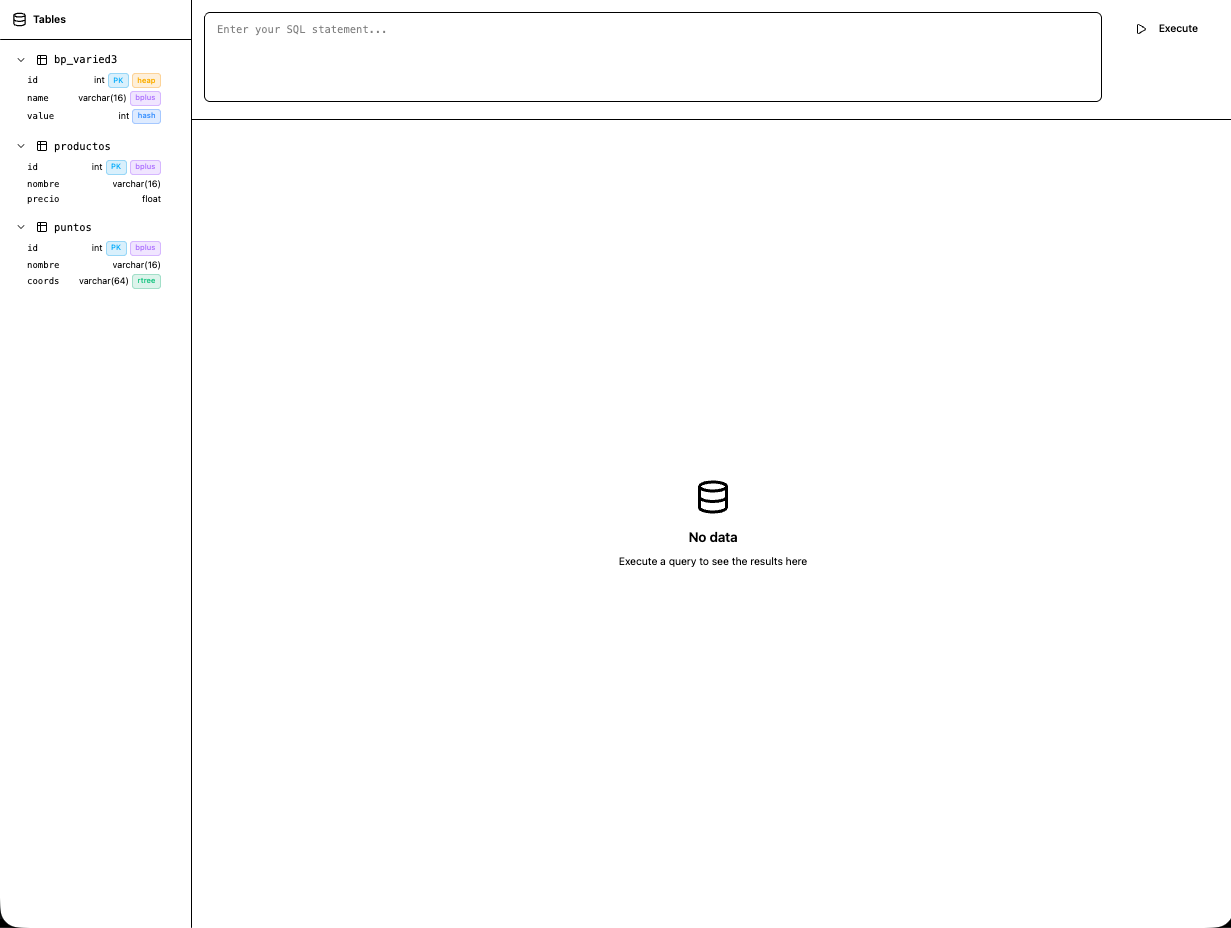 Tables
bp_varied3
id int PK heap
name varchar(16) bplus
value int hash
productos
id int PK bplus
nombre varchar(16)
precio float
puntos
id int PK bplus
nombre varchar(16)
coords varchar(64) rtree
Enter your SQL statement...
Execute
No data
Execute a query to see the results here